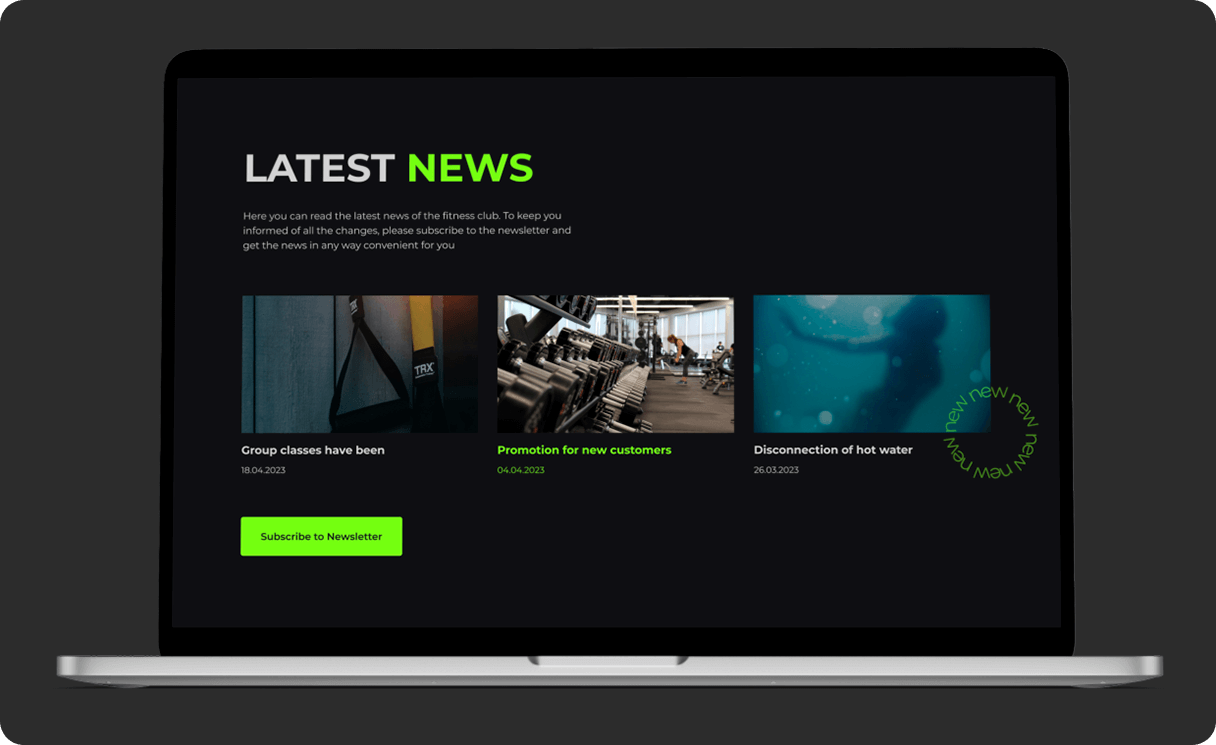 LATEST NEWS
Here you can read the latest news of the fitness club. To keep you
informed of all the changes, please subscribe to the newsletter and
get the news in any way convenient for you
TRX
TRX
Group classes have been
18.04.2023
Promotion for new customers
04.04.2023
Disconnection of hot water
26.03.2023
new new new new new new new
Subscribe to Newsletter